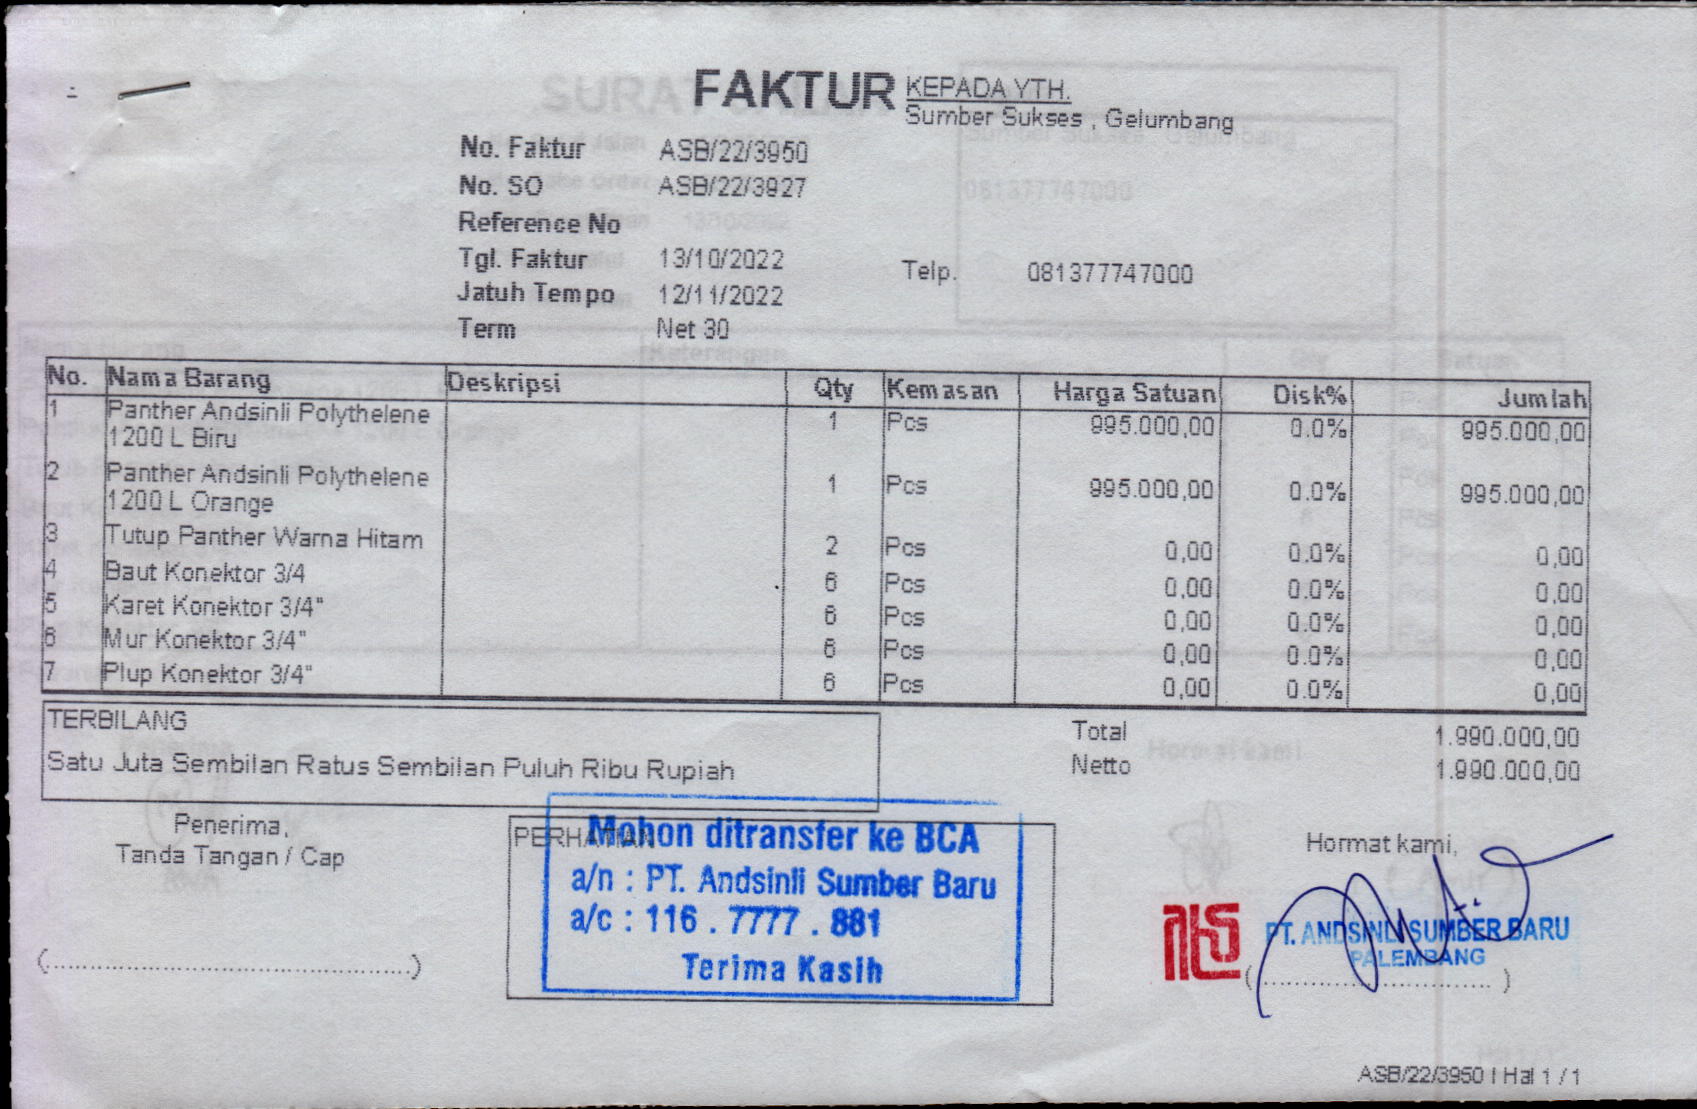 FAKTUR
KEPADA YTH.
Sumber Sukses , Gelumbang
No. Faktur ASB/22/3950
No. SO ASB/22/3927
Reference No
Tgl. Faktur 13/10/2022
Telp. 081377747000
Jatuh Tempo 12/11/2022
Term Net 30
No. Nama Barang Deskripsi Qty Kemasan Harga Satuan Disk% Jumlah
1 Panther Andsinli Polythelene 1 Pcs 995.000,00 0.0% 995.000,00
1200 L Biru
2 Panther Andsinli Polythelene 1 Pcs 995.000,00 0.0% 995.000,00
1200 L Orange
3 Tutup Panther Warna Hitam 2 Pcs 0,00 0.0% 0,00
4 Baut Konektor 3/4 6 Pcs 0,00 0.0% 0,00
5 Karet Konektor 3/4" 6 Pcs 0,00 0.0% 0,00
6 Mur Konektor 3/4" 6 Pcs 0,00 0.0% 0,00
7 Plup Konektor 3/4" 6 Pcs 0,00 0.0% 0,00
TERBILANG
Satu Juta Sembilan Ratus Sembilan Puluh Ribu Rupiah
Total 1.990.000,00
Netto 1.990.000,00
Penerima,
Tanda Tangan / Cap
PERHATIAN
Mohon ditransfer ke BCA
a/n : PT. Andsinli Sumber Baru
a/c : 116 . 7777 . 881
Terima Kasih
Hormat kami,
PT. ANDSINLI SUMBER BARU
PALEMBANG
ASB/22/3950 | Hal 1 / 1